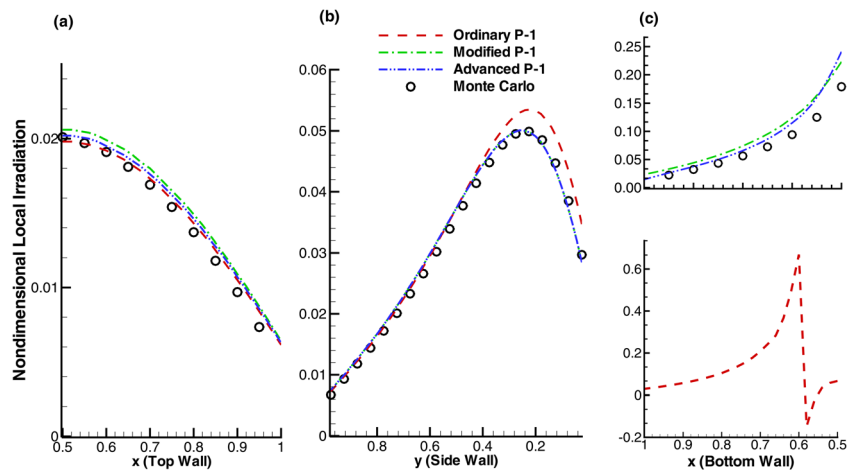 (a)
(b)
(c)
Ordinary P-1
Modified P-1
Advanced P-1
Monte Carlo
Nondimensional Local Irradiation
0.02
0.01
0
0.5 0.6 0.7 0.8 0.9 1
x (Top Wall)
0.06
0.05
0.04
0.03
0.02
0.01
0
0.8 0.6 0.4 0.2
y (Side Wall)
0.25
0.20
0.15
0.10
0.05
0.00
0.6
0.4
0.2
0
-0.2
1 0.9 0.8 0.7 0.6 0.5
x (Bottom Wall)